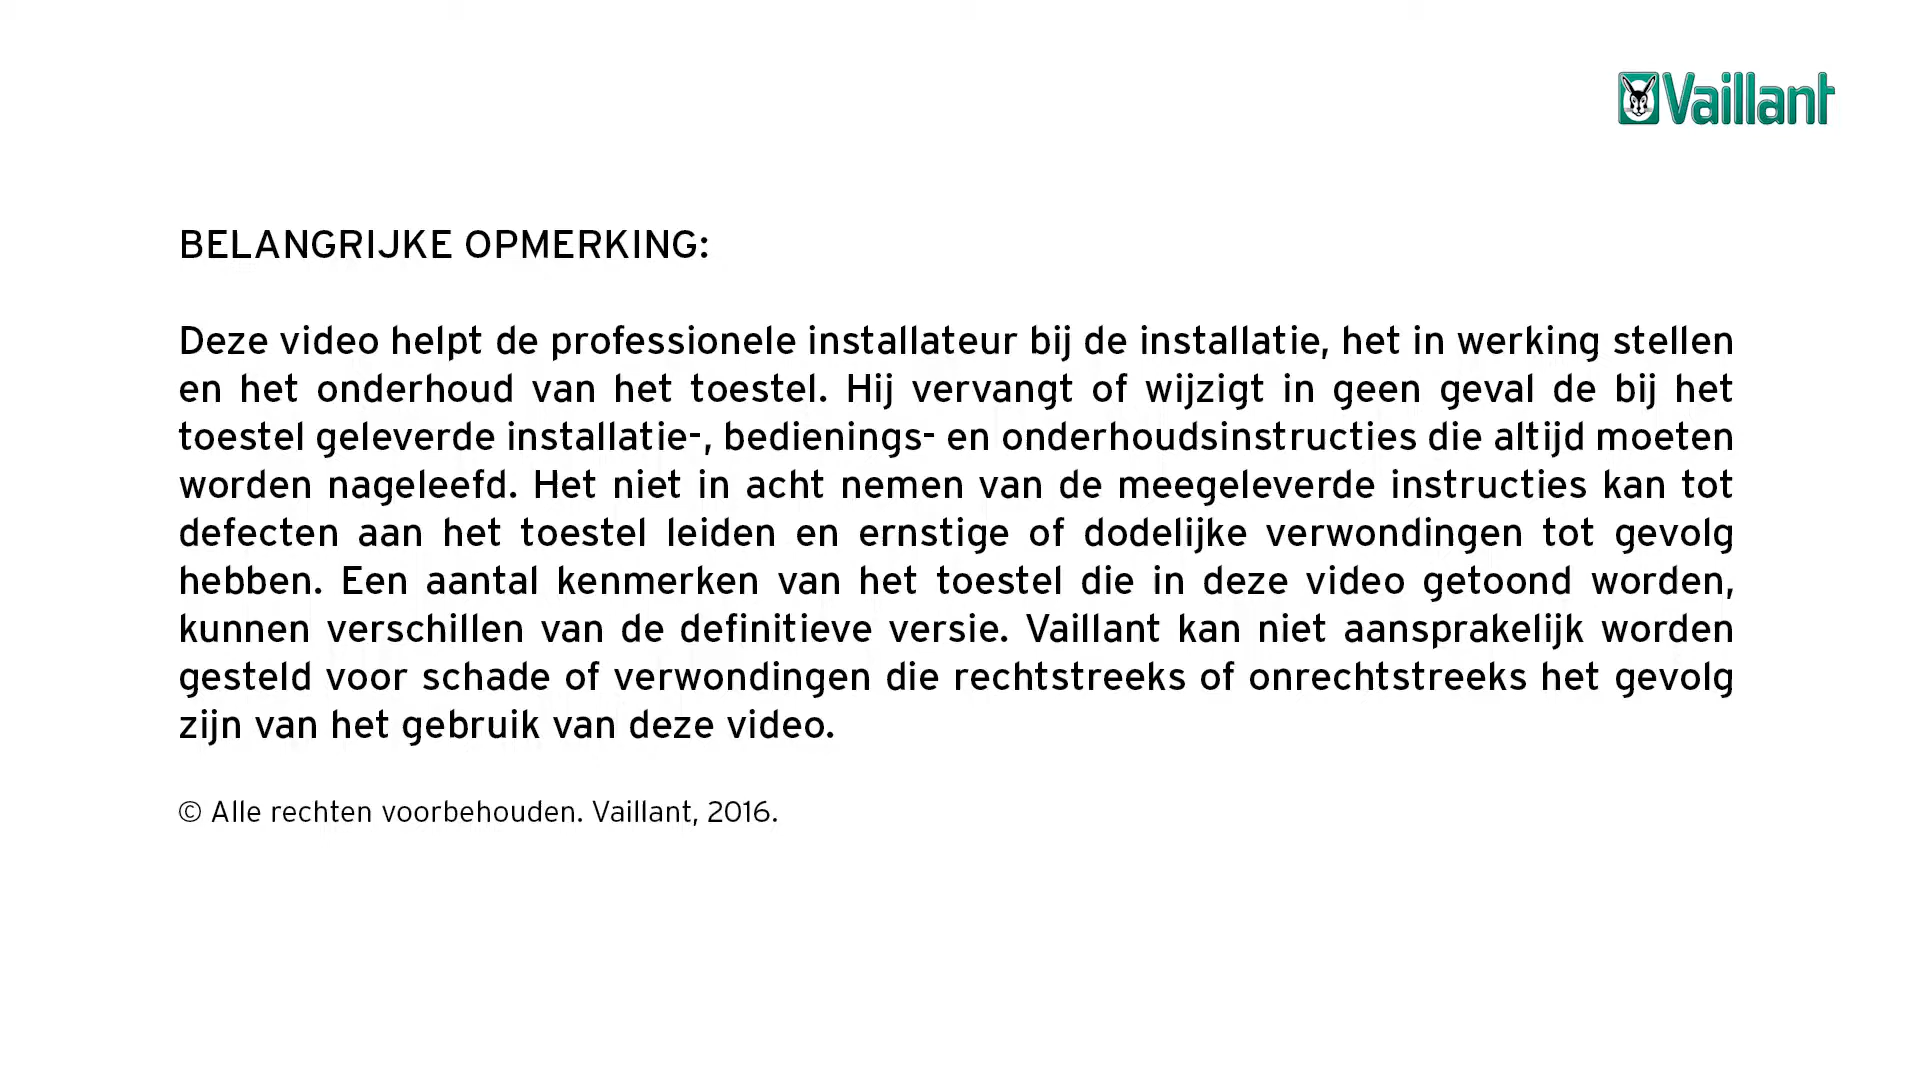 Vaillant
BELANGRIJKE OPMERKING:
Deze video helpt de professionele installateur bij de installatie, het in werking stellen
en het onderhoud van het toestel. Hij vervangt of wijzigt in geen geval de bij het
toestel geleverde installatie-, bedienings- en onderhoudsinstructies die altijd moeten
worden nageleefd. Het niet in acht nemen van de meegeleverde instructies kan tot
defecten aan het toestel leiden en ernstige of dodelijke verwondingen tot gevolg
hebben. Een aantal kenmerken van het toestel die in deze video getoond worden,
kunnen verschillen van de definitieve versie. Vaillant kan niet aansprakelijk worden
gesteld voor schade of verwondingen die rechtstreeks of onrechtstreeks het gevolg
zijn van het gebruik van deze video.
© Alle rechten voorbehouden. Vaillant, 2016.